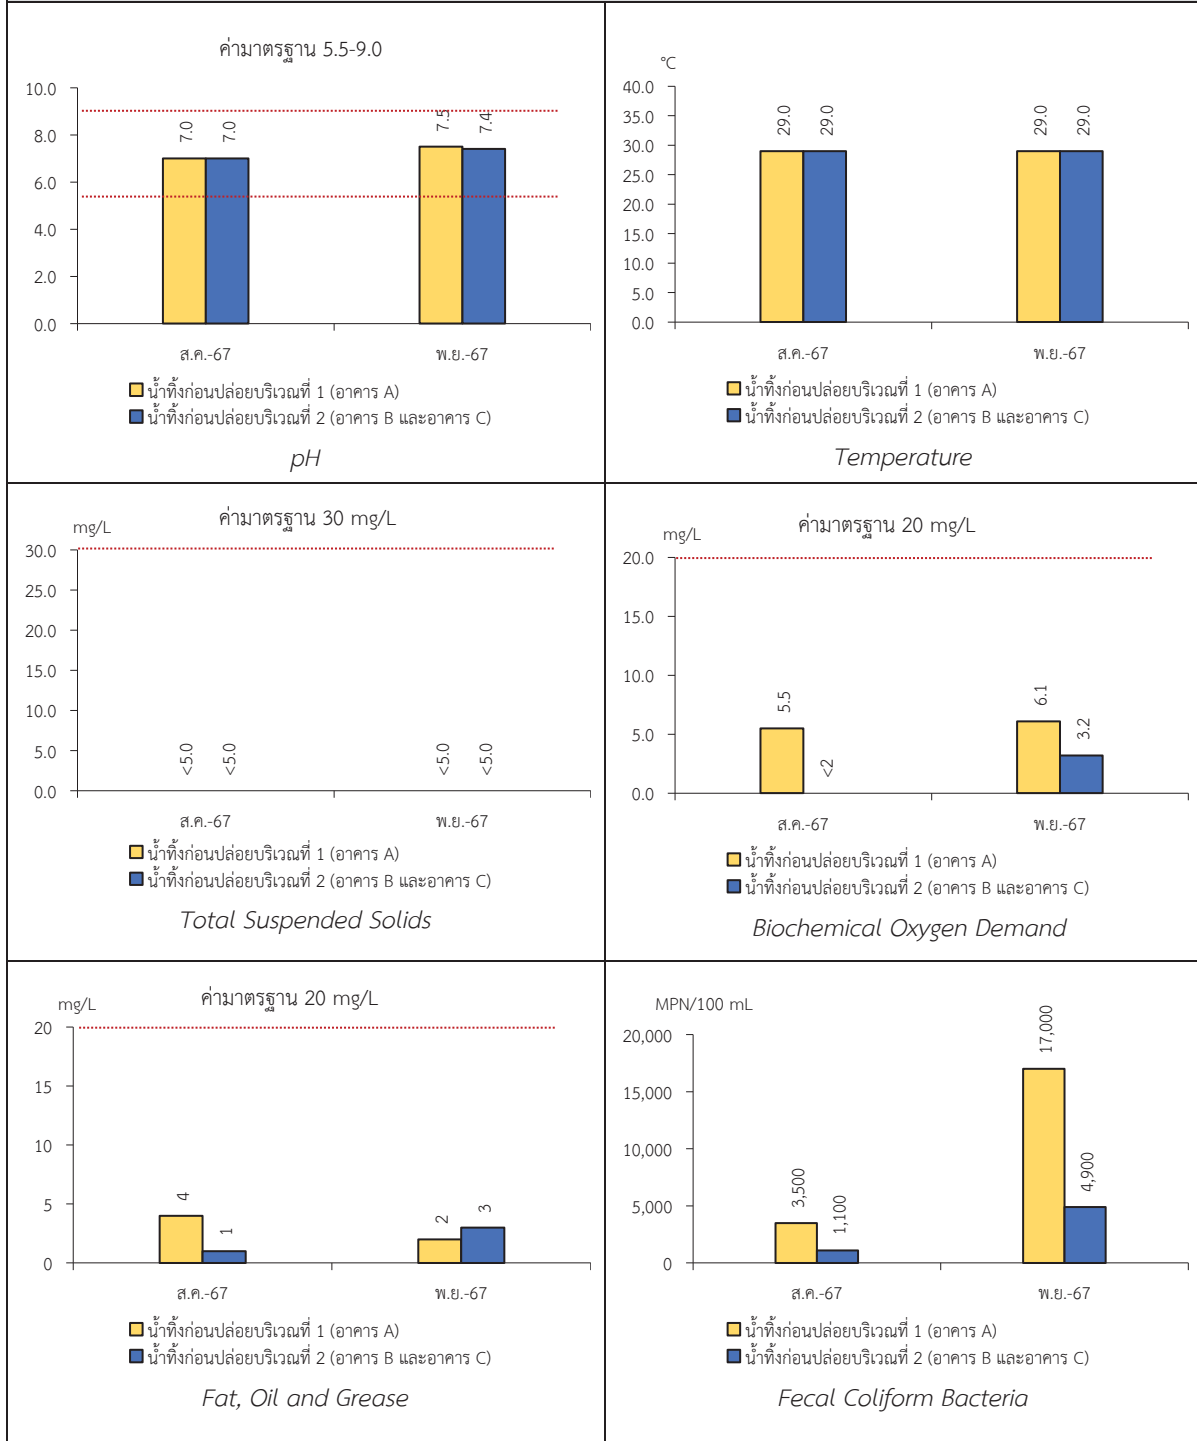 ค่ามาตรฐาน 5.5-9.0
10.0
8.0
6.0
4.0
2.0
0.0
7.0
7.0
7.5
7.4
ส.ค.-67
พ.ย.-67
น้ำทิ้งก่อนปล่อยบริเวณที่ 1 (อาคาร A)
น้ำทิ้งก่อนปล่อยบริเวณที่ 2 (อาคาร B และอาคาร C)
pH
°C
40.0
35.0
30.0
25.0
20.0
15.0
10.0
5.0
0.0
29.0
29.0
29.0
29.0
ส.ค.-67
พ.ย.-67
น้ำทิ้งก่อนปล่อยบริเวณที่ 1 (อาคาร A)
น้ำทิ้งก่อนปล่อยบริเวณที่ 2 (อาคาร B และอาคาร C)
Temperature
ค่ามาตรฐาน 30 mg/L
mg/L
30.0
25.0
20.0
15.0
10.0
5.0
0.0
<5.0
<5.0
<5.0
<5.0
ส.ค.-67
พ.ย.-67
น้ำทิ้งก่อนปล่อยบริเวณที่ 1 (อาคาร A)
น้ำทิ้งก่อนปล่อยบริเวณที่ 2 (อาคาร B และอาคาร C)
Total Suspended Solids
ค่ามาตรฐาน 20 mg/L
mg/L
20.0
15.0
10.0
5.0
0.0
5.5
<2
6.1
3.2
ส.ค.-67
พ.ย.-67
น้ำทิ้งก่อนปล่อยบริเวณที่ 1 (อาคาร A)
น้ำทิ้งก่อนปล่อยบริเวณที่ 2 (อาคาร B และอาคาร C)
Biochemical Oxygen Demand
ค่ามาตรฐาน 20 mg/L
mg/L
20
15
10
5
0
4
1
2
3
ส.ค.-67
พ.ย.-67
น้ำทิ้งก่อนปล่อยบริเวณที่ 1 (อาคาร A)
น้ำทิ้งก่อนปล่อยบริเวณที่ 2 (อาคาร B และอาคาร C)
Fat, Oil and Grease
MPN/100 mL
20,000
15,000
10,000
5,000
0
3,500
1,100
17,000
4,900
ส.ค.-67
พ.ย.-67
น้ำทิ้งก่อนปล่อยบริเวณที่ 1 (อาคาร A)
น้ำทิ้งก่อนปล่อยบริเวณที่ 2 (อาคาร B และอาคาร C)
Fecal Coliform Bacteria